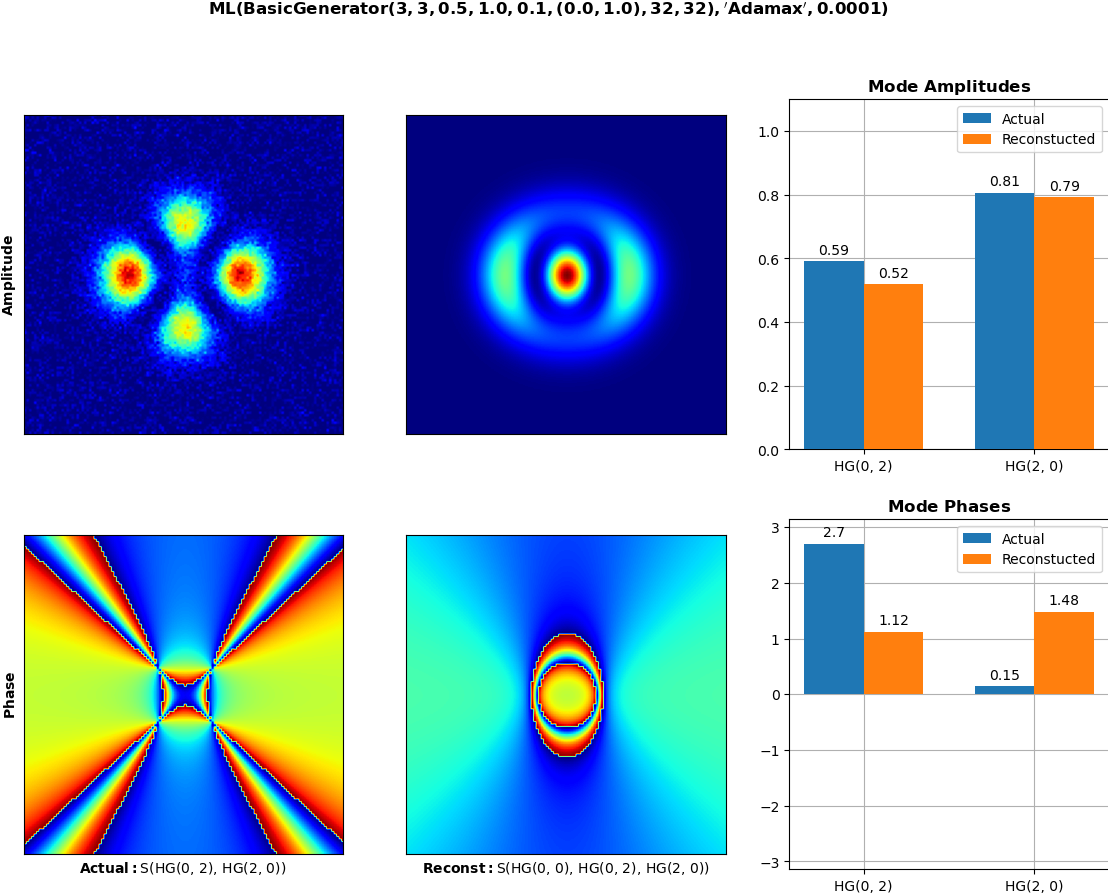 ML(BasicGenerator(3, 3, 0.5, 1.0, 0.1, (0.0, 1.0), 32, 32), ′Adamax′, 0.0001)
Amplitude
Mode Amplitudes
Actual
Reconstucted
1.0
0.8
0.6
0.4
0.2
0.0
0.59
0.52
0.81
0.79
HG(0, 2)
HG(2, 0)
Phase
Actual: S(HG(0, 2), HG(2, 0))
Reconst: S(HG(0, 0), HG(0, 2), HG(2, 0))
Mode Phases
Actual
Reconstucted
3
2
1
0
−1
−2
−3
2.7
1.12
0.15
1.48
HG(0, 2)
HG(2, 0)